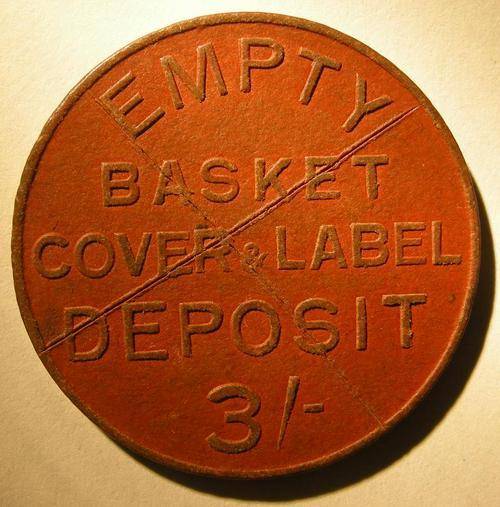 EMPTY
BASKET
COVER & LABEL
DEPOSIT
3/-